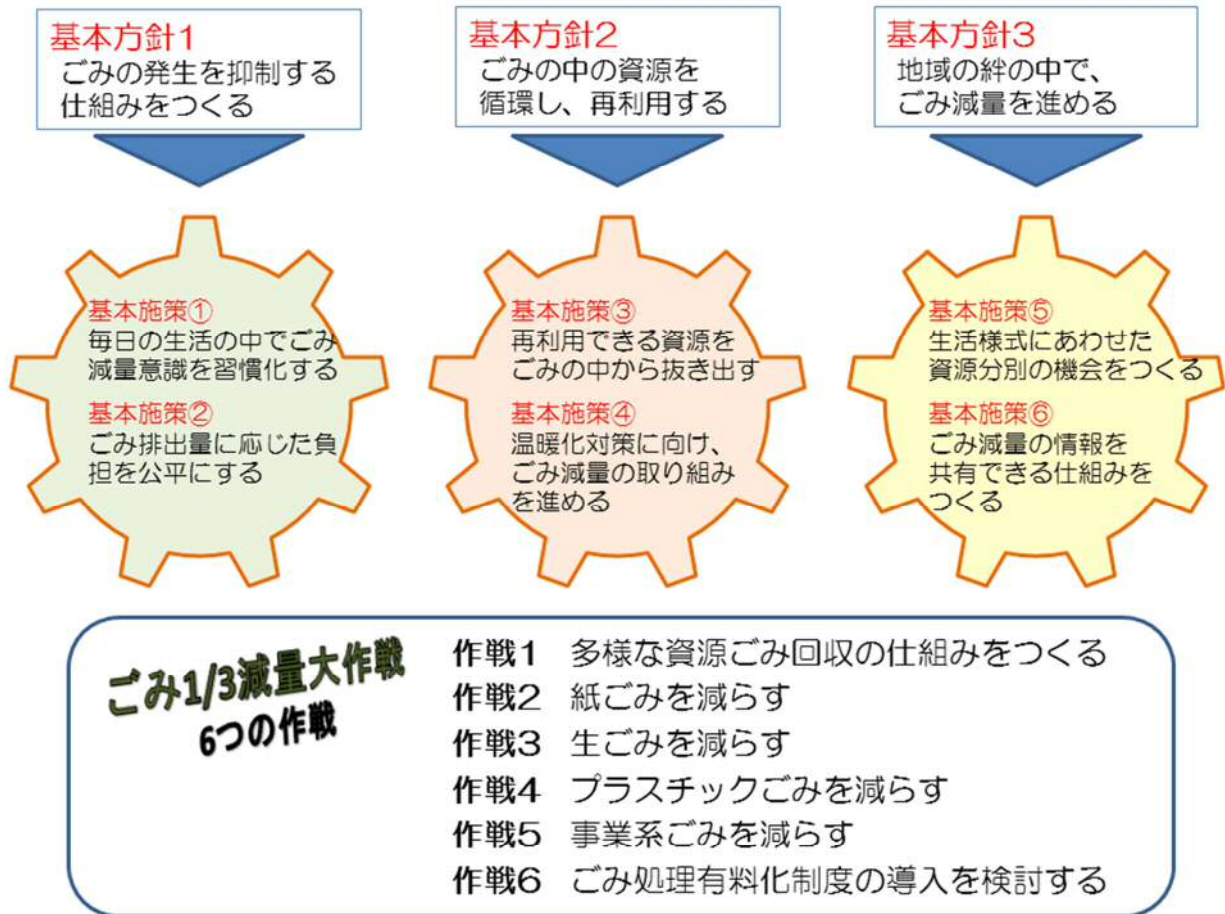 基本方針1
ごみの発生を抑制する
仕組みをつくる
基本方針2
ごみの中の資源を
循環し、再利用する
基本方針3
地域の絆の中で、
ごみ減量を進める
基本施策①
毎日の生活の中でごみ
減量意識を習慣化する
基本施策②
ごみ排出量に応じた負
担を公平にする
基本施策③
再利用できる資源を
ごみの中から抜き出す
基本施策④
温暖化対策に向け、
ごみ減量の取り組み
を進める
基本施策⑤
生活様式にあわせた
資源分別の機会をつくる
基本施策⑥
ごみ減量の情報を
共有できる仕組みを
つくる
ごみ1/3減量大作戦
6つの作戦
作戦1 多様な資源ごみ回収の仕組みをつくる
作戦2 紙ごみを減らす
作戦3 生ごみを減らす
作戦4 プラスチックごみを減らす
作戦5 事業系ごみを減らす
作戦6 ごみ処理有料化制度の導入を検討する